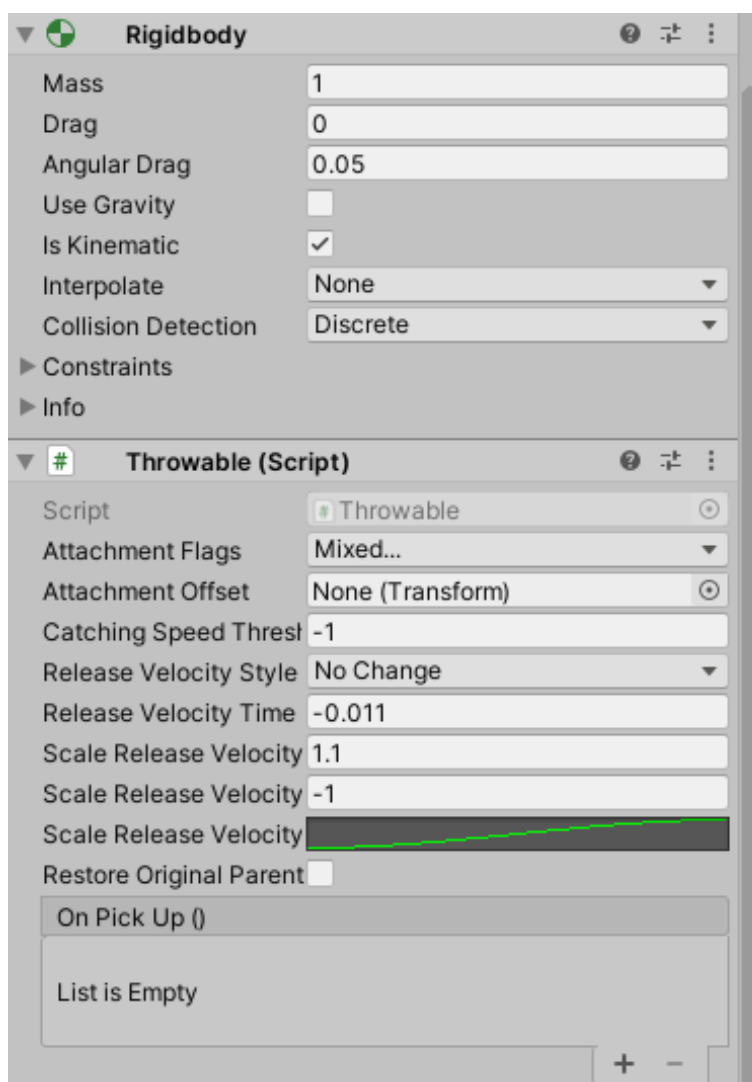 Rigidbody
Mass 1
Drag 0
Angular Drag 0.05
Use Gravity
Is Kinematic
Interpolate None
Collision Detection Discrete
Constraints
Info
# Throwable (Script)
Script # Throwable
Attachment Flags Mixed...
Attachment Offset None (Transform)
Catching Speed Thresh -1
Release Velocity Style No Change
Release Velocity Time -0.011
Scale Release Velocity 1.1
Scale Release Velocity -1
Scale Release Velocity
Restore Original Parent
On Pick Up ()
List is Empty
+ −